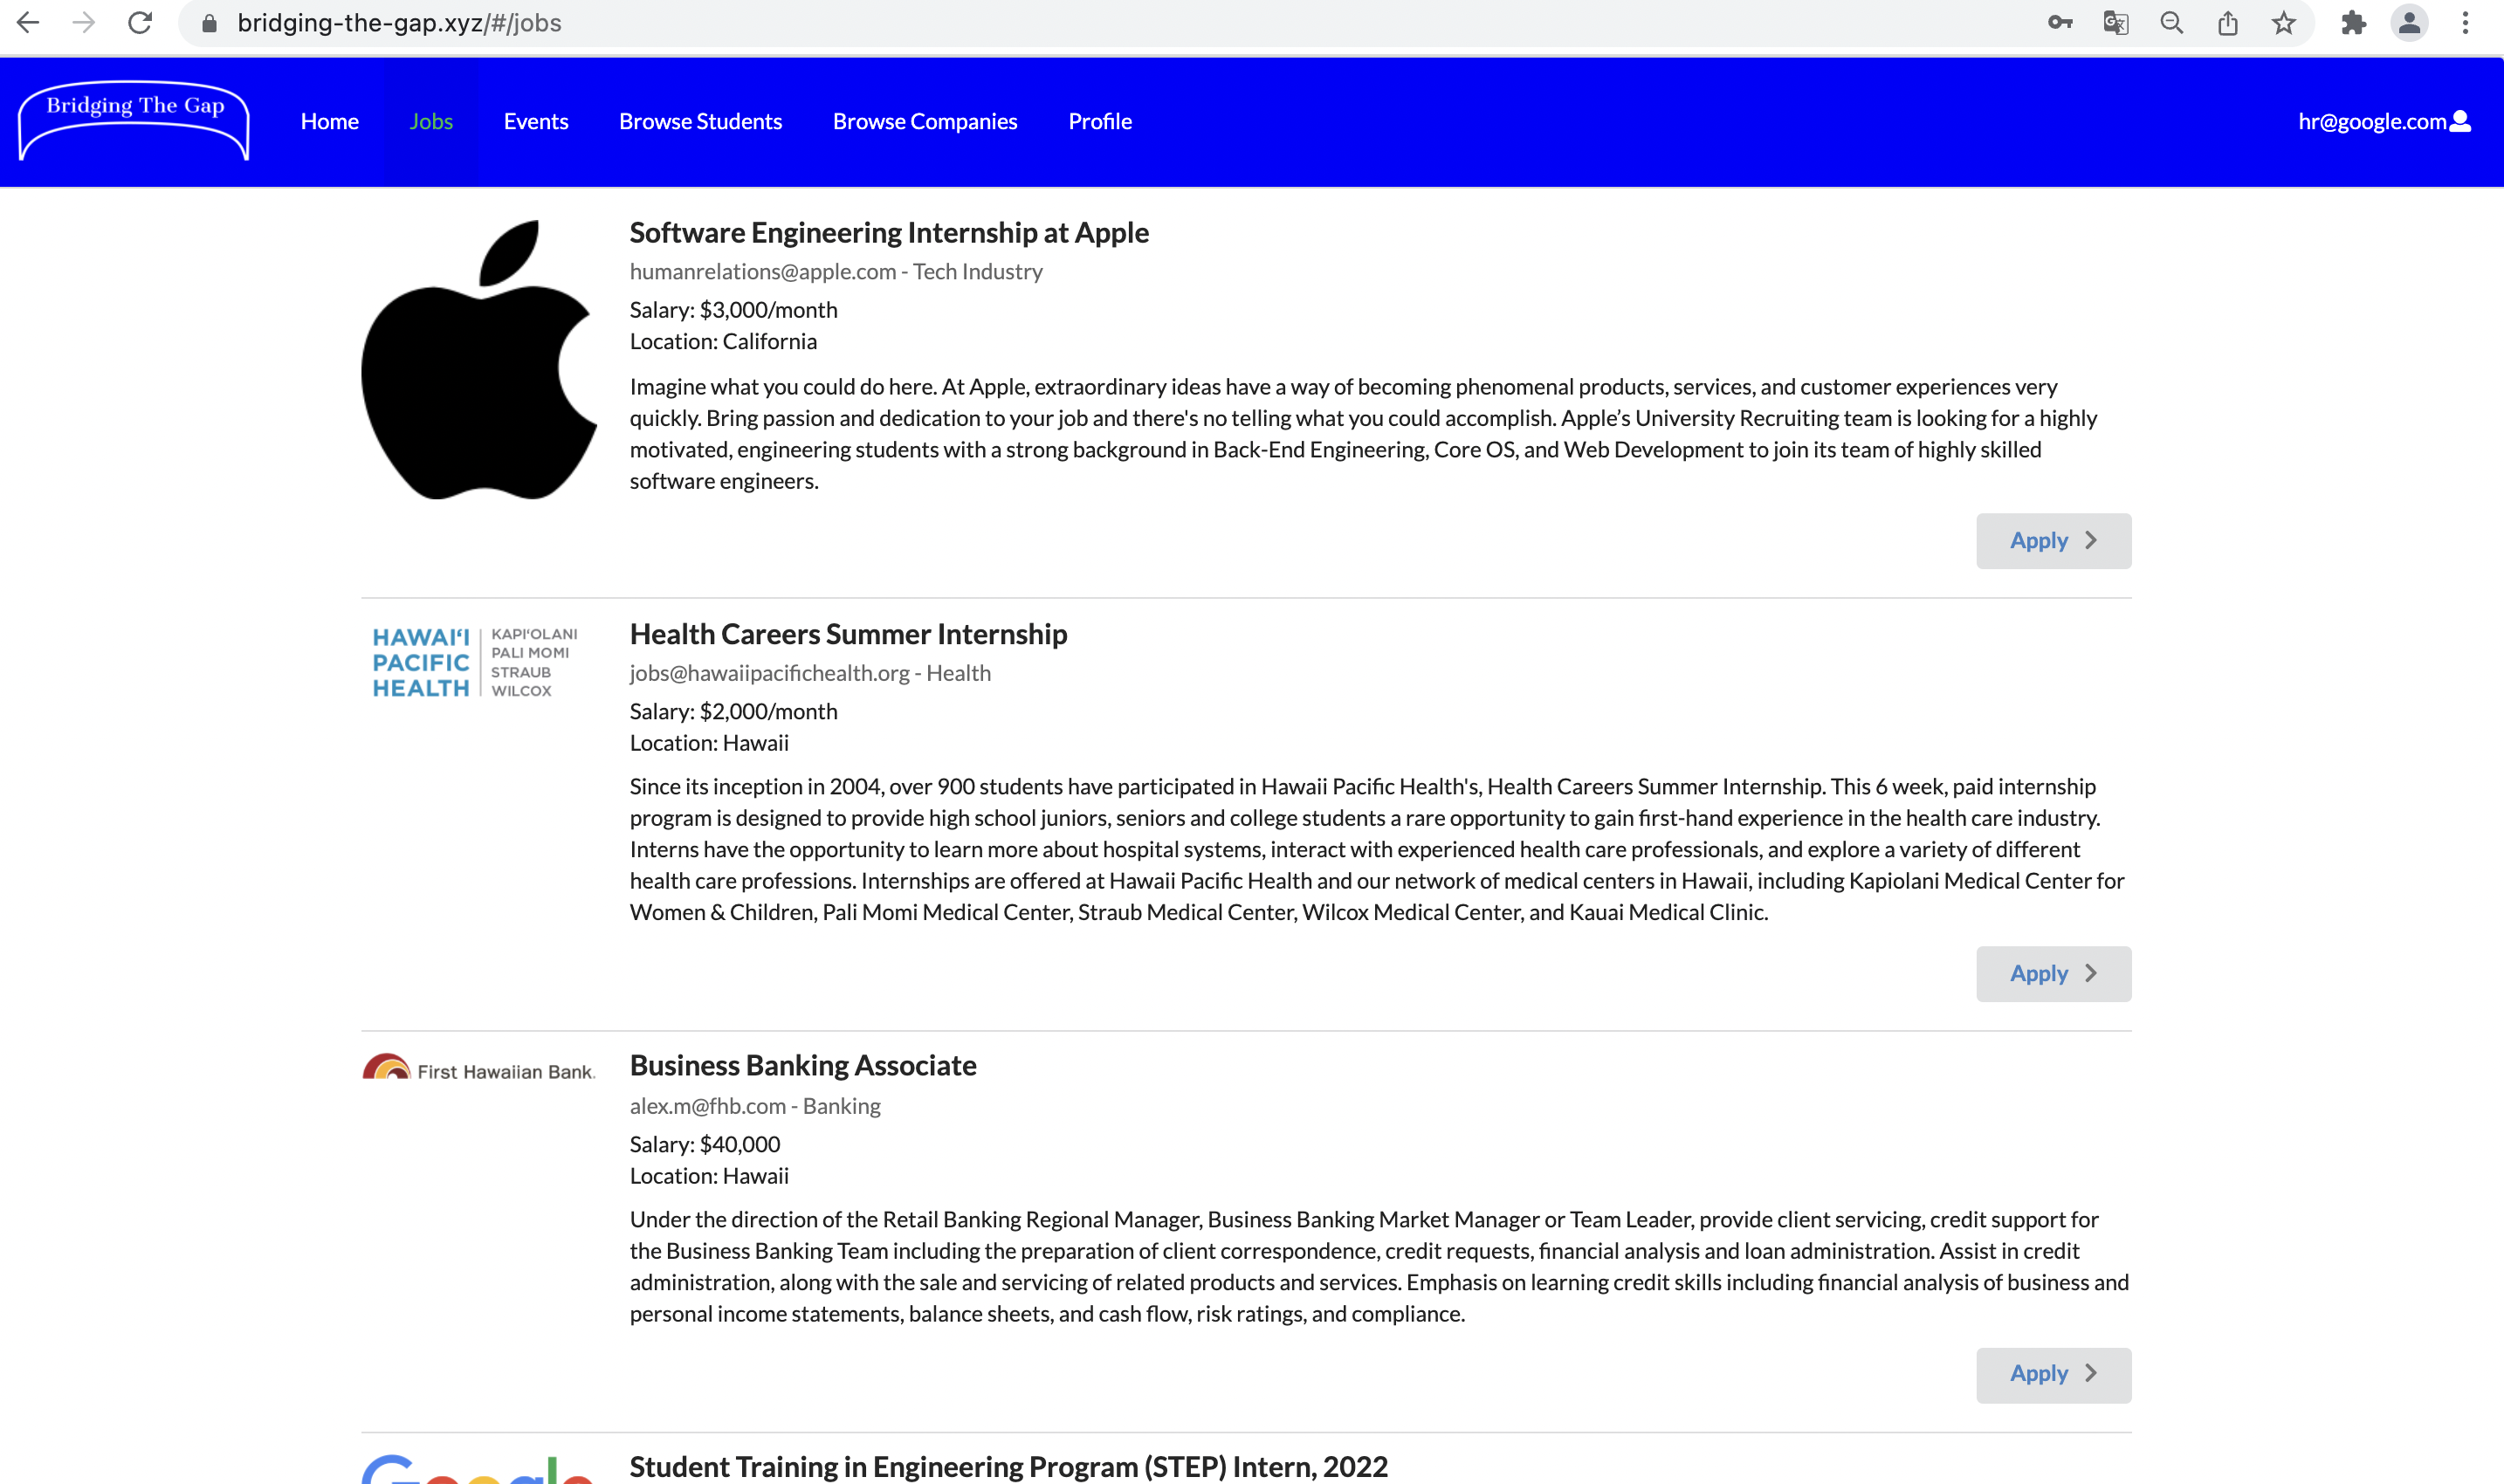 bridging-the-gap.xyz/#/jobs
Bridging The Gap
Home Jobs Events Browse Students Browse Companies Profile hr@google.com
Software Engineering Internship at Apple
humanrelations@apple.com - Tech Industry
Salary: $3,000/month
Location: California
Imagine what you could do here. At Apple, extraordinary ideas have a way of becoming phenomenal products, services, and customer experiences very
quickly. Bring passion and dedication to your job and there's no telling what you could accomplish. Apple’s University Recruiting team is looking for a highly
motivated, engineering students with a strong background in Back-End Engineering, Core OS, and Web Development to join its team of highly skilled
software engineers.
Apply
HAWAI‘I
PACIFIC
HEALTH
KAPI‘OLANI
PALI MOMI
STRAUB
WILCOX
Health Careers Summer Internship
jobs@hawaiipacifichealth.org - Health
Salary: $2,000/month
Location: Hawaii
Since its inception in 2004, over 900 students have participated in Hawaii Pacific Health's, Health Careers Summer Internship. This 6 week, paid internship
program is designed to provide high school juniors, seniors and college students a rare opportunity to gain first-hand experience in the health care industry.
Interns have the opportunity to learn more about hospital systems, interact with experienced health care professionals, and explore a variety of different
health care professions. Internships are offered at Hawaii Pacific Health and our network of medical centers in Hawaii, including Kapiolani Medical Center for
Women & Children, Pali Momi Medical Center, Straub Medical Center, Wilcox Medical Center, and Kauai Medical Clinic.
Apply
First Hawaiian Bank.
Business Banking Associate
alex.m@fhb.com - Banking
Salary: $40,000
Location: Hawaii
Under the direction of the Retail Banking Regional Manager, Business Banking Market Manager or Team Leader, provide client servicing, credit support for
the Business Banking Team including the preparation of client correspondence, credit requests, financial analysis and loan administration. Assist in credit
administration, along with the sale and servicing of related products and services. Emphasis on learning credit skills including financial analysis of business and
personal income statements, balance sheets, and cash flow, risk ratings, and compliance.
Apply
Google
Student Training in Engineering Program (STEP) Intern, 2022